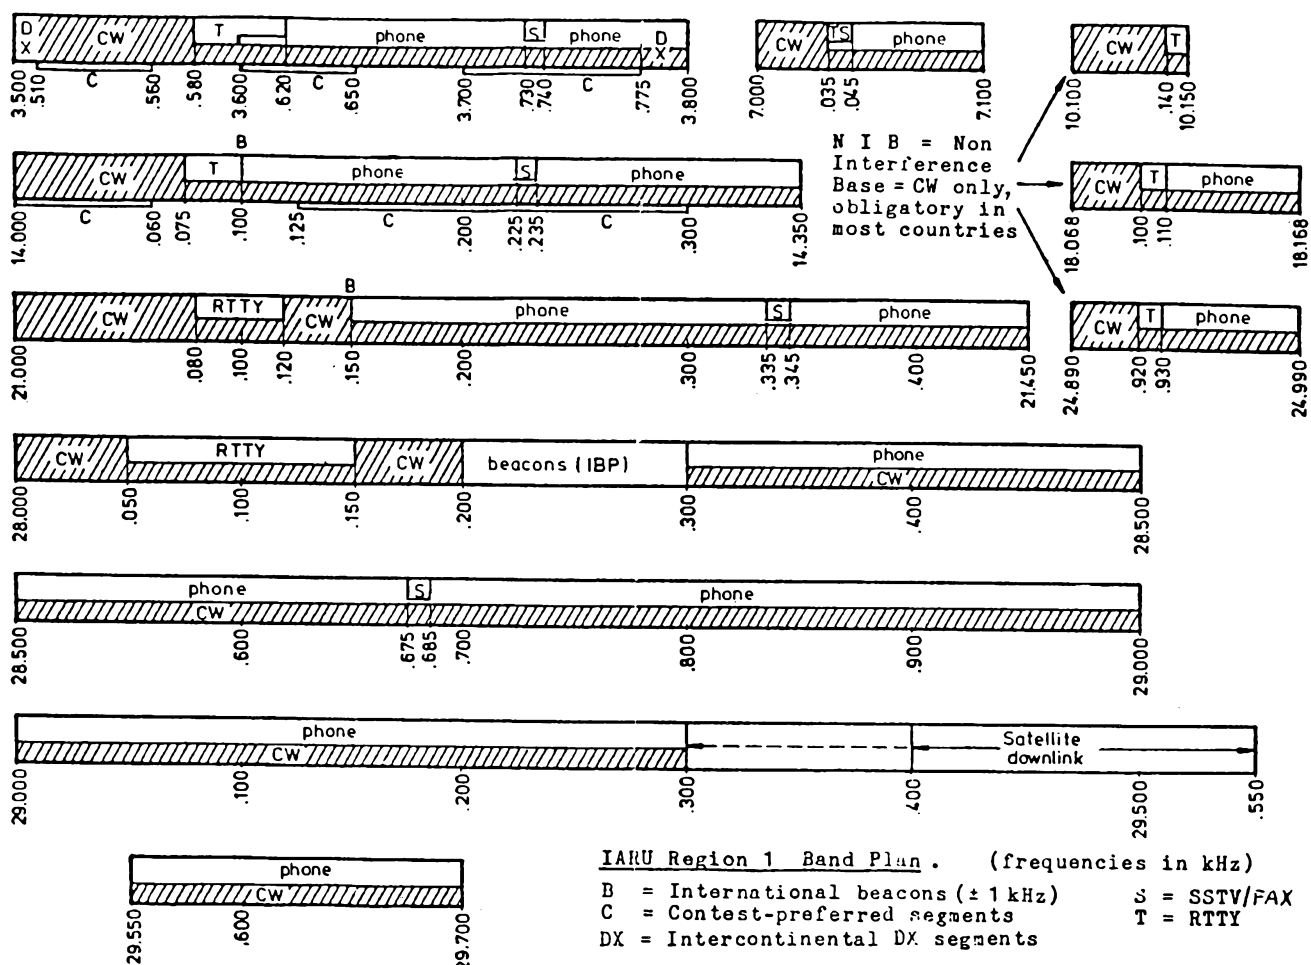 D X CW T phone S phone D X
C C C
3.500 .510 .560 .580 3.600 .620 .650 3.700 .730 .740 .775 3.800
CW TS phone
7.000 .035 .045 7.100
CW T
10.100 .140 10.150
B
CW T phone S phone
C C C
14.000 .060 .075 .100 .125 .200 .225 .235 .300 14.350
N I B = Non
Interference
Base = CW only,
obligatory in
most countries
CW T phone
18.068 .100 .110 18.168
B
CW RTTY CW phone S phone
21.000 .080 .100 .120 .150 .200 .300 .335 .345 .400 21.450
CW T phone
24.890 .920 .930 24.990
CW RTTY CW beacons (IBP) phone
CW
28.000 .050 .100 .150 .200 .300 .400 28.500
phone S phone
CW
28.500 .600 .675 .685 .700 .800 .900 29.000
phone Satellite
CW downlink
29.000 .100 .200 .300 .400 29.500 .550
phone
CW
29.550 .600 29.700
IARU Region 1 Band Plan. (frequencies in kHz)
B = International beacons (± 1 kHz)
C = Contest-preferred segments
DX = Intercontinental DX segments
S = SSTV/FAX
T = RTTY